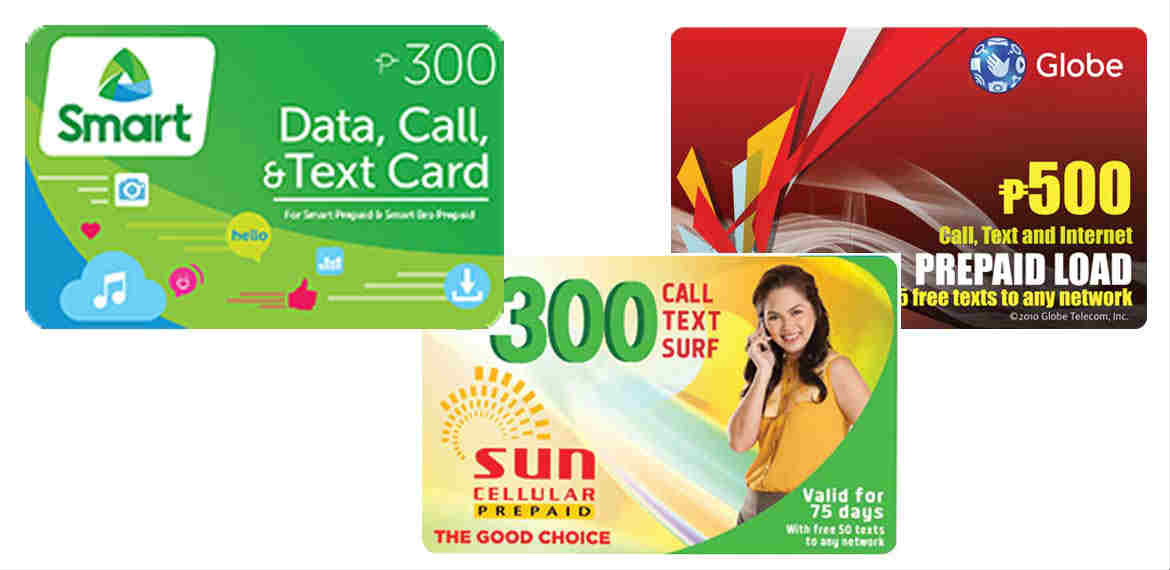 ₱300
Smart
Data, Call,
&Text Card
For Smart Prepaid & Smart Bro Prepaid
hello
Globe
₱500
Call, Text and Internet
PREPAID LOAD
5 free texts to any network
©2010 Globe Telecom, Inc.
300
CALL
TEXT
SURF
sun
CELLULAR
PREPAID
THE GOOD CHOICE
Valid for
75 days
With free 50 texts
to any network